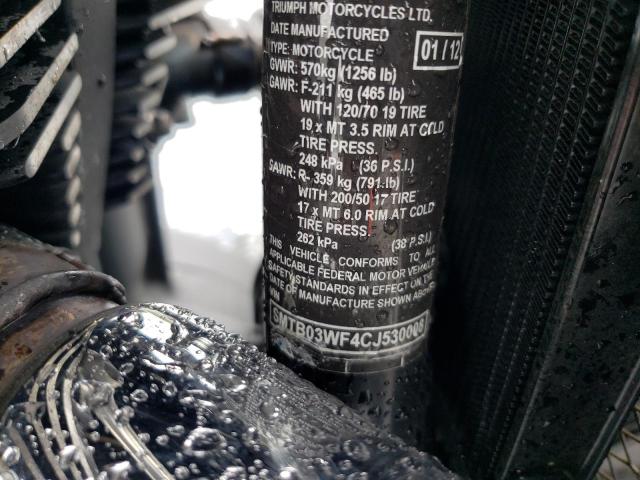 TRIUMPH MOTORCYCLES LTD.
DATE MANUFACTURED 01/12
TYPE: MOTORCYCLE
GVWR: 570kg (1256 lb)
GAWR: F-211 kg (465 lb)
WITH 120/70 19 TIRE
19 x MT 3.5 RIM AT COLD
TIRE PRESS.
248 kPa (36 P.S.I.)
GAWR: R- 359 kg (791 lb)
WITH 200/50 17 TIRE
17 x MT 6.0 RIM AT COLD
TIRE PRESS.
262 kPa (38 P.S.I.)
THIS VEHICLE CONFORMS TO ALL
APPLICABLE FEDERAL MOTOR VEHICLE
SAFETY STANDARDS IN EFFECT ON THE
DATE OF MANUFACTURE SHOWN ABOVE
VIN
SMTB03WF4CJ530008